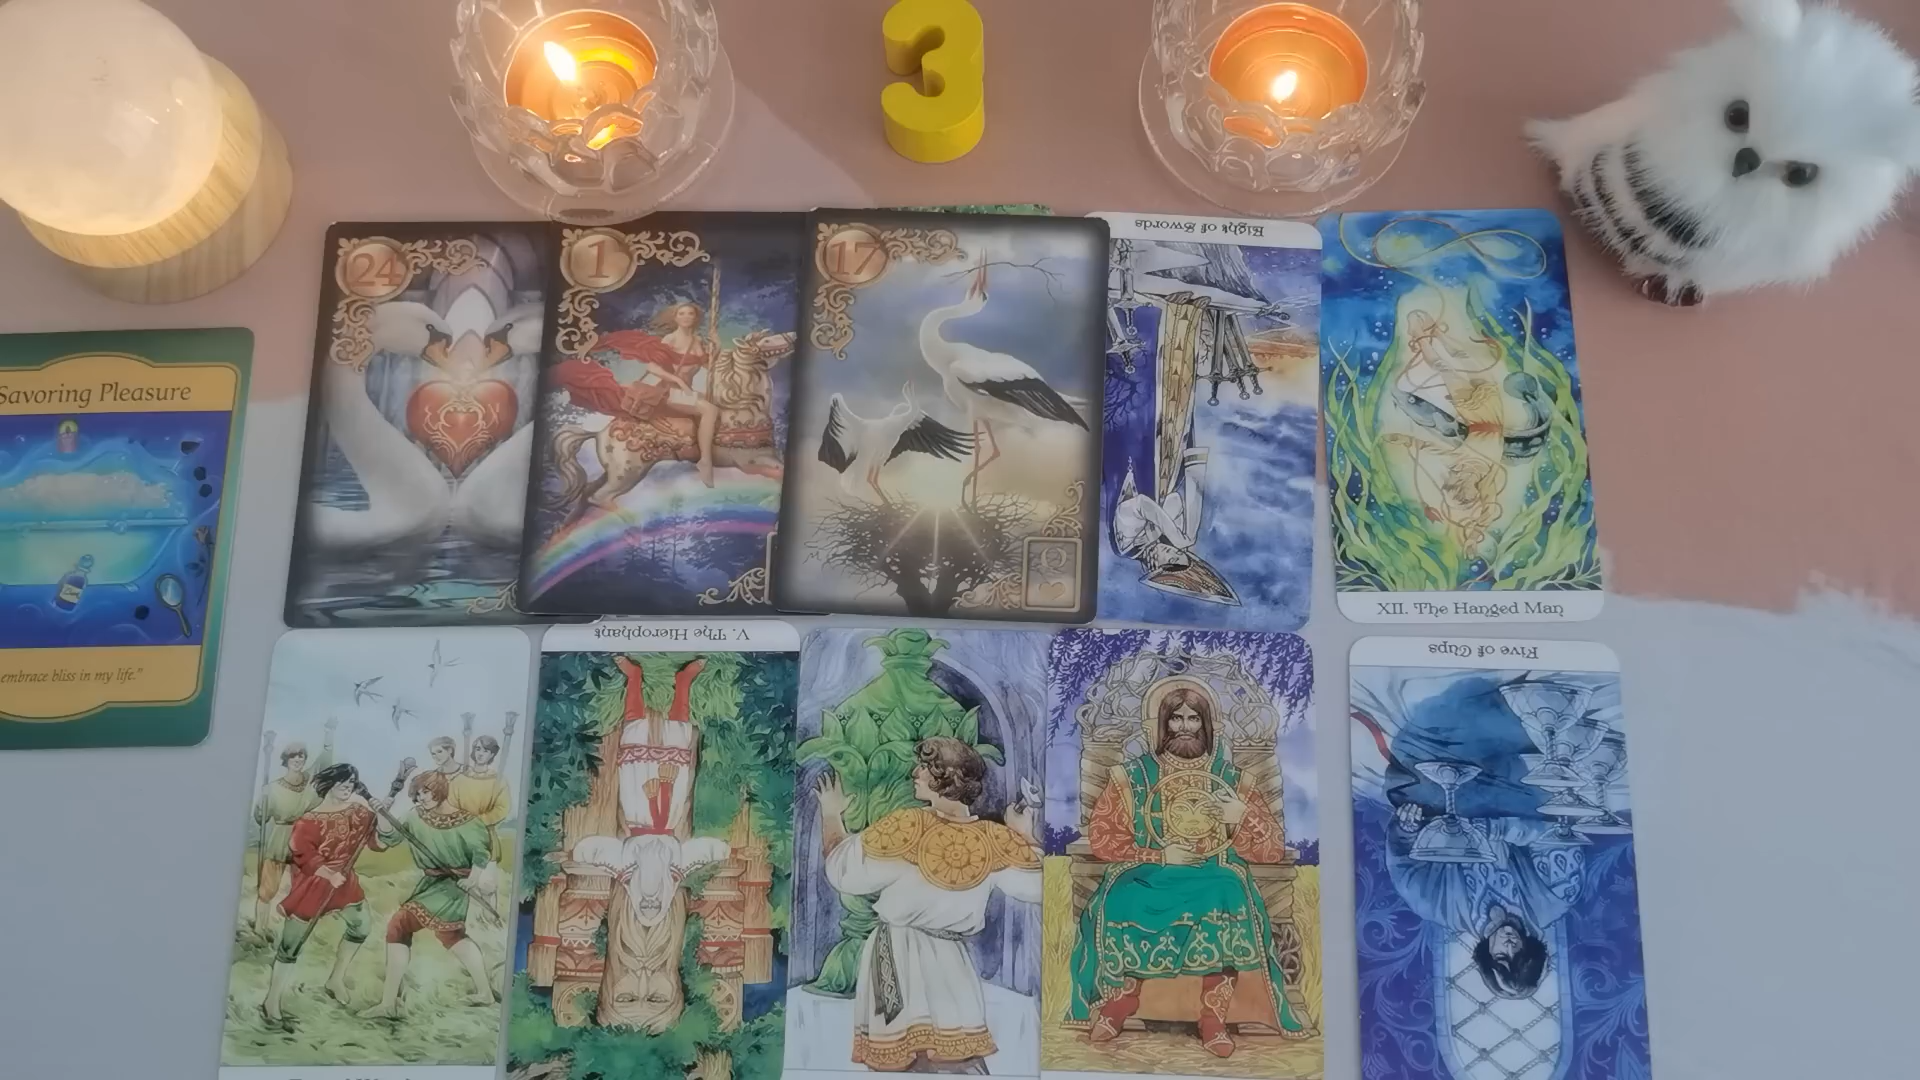 3
24
1
17
Eight of Swords
Savoring Pleasure
Q
XII. The Hanged Man
V. The Hierophant
Five of Cups
embrace bliss in my life."